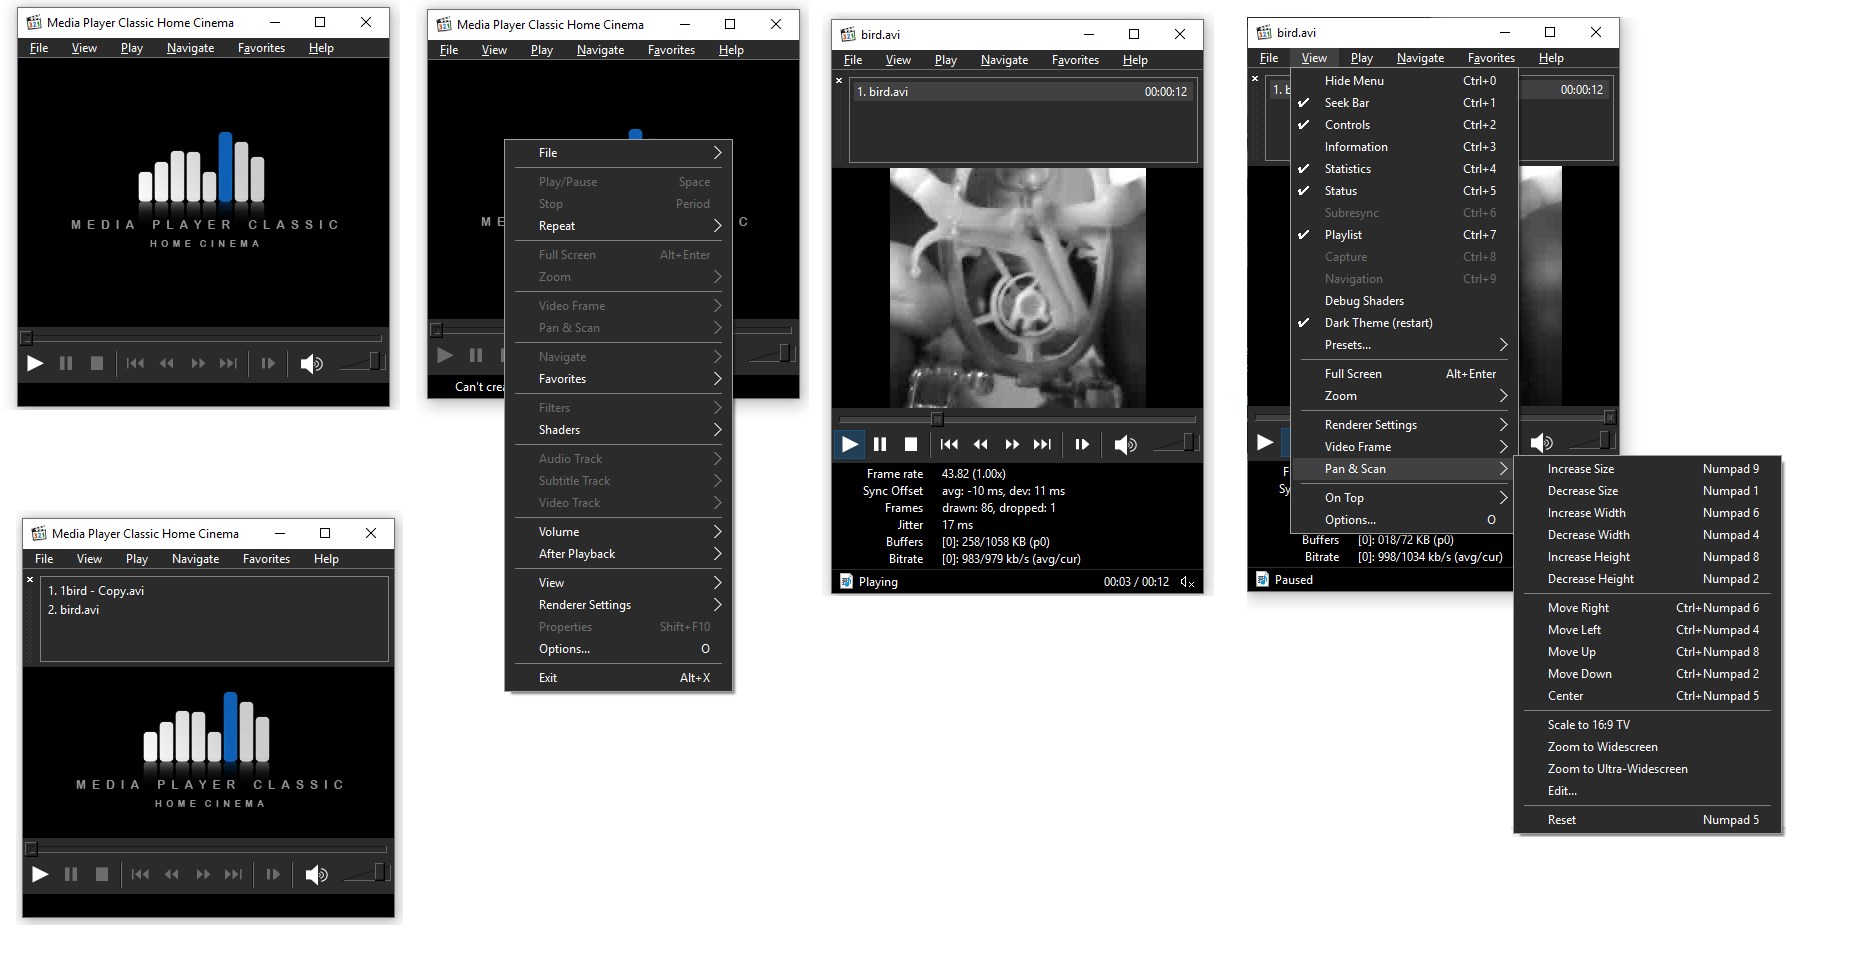 Media Player Classic Home Cinema
File View Play Navigate Favorites Help
MEDIA PLAYER CLASSIC
HOME CINEMA
Media Player Classic Home Cinema
File View Play Navigate Favorites Help
1. 1bird - Copy.avi
2. bird.avi
MEDIA PLAYER CLASSIC
HOME CINEMA
Media Player Classic Home Cinema
File View Play Navigate Favorites Help
Can't
File
Play/Pause Space
Stop Period
Repeat
Full Screen Alt+Enter
Zoom
Video Frame
Pan & Scan
Navigate
Favorites
Filters
Shaders
Audio Track
Subtitle Track
Video Track
Volume
After Playback
View
Renderer Settings
Properties Shift+F10
Options... O
Exit Alt+X
bird.avi
File View Play Navigate Favorites Help
1. bird.avi 00:00:12
Frame rate 43.82 (1.00x)
Sync Offset avg: -10 ms, dev: 11 ms
Frames drawn: 86, dropped: 1
Jitter 17 ms
Buffers [0]: 258/1058 KB (p0)
Bitrate [0]: 983/979 kb/s (avg/cur)
Playing 00:03 / 00:12
bird.avi
File View Play Navigate Favorites Help
1. 00:00:12
Hide Menu Ctrl+0
Seek Bar Ctrl+1
Controls Ctrl+2
Information Ctrl+3
Statistics Ctrl+4
Status Ctrl+5
Subresync Ctrl+6
Playlist Ctrl+7
Capture Ctrl+8
Navigation Ctrl+9
Debug Shaders
Dark Theme (restart)
Presets...
Full Screen Alt+Enter
Zoom
Renderer Settings
Video Frame
Pan & Scan
On Top
Options... O
Buffers [0]: 018/72 KB (p0)
Bitrate [0]: 998/1034 kb/s (avg/cur)
Paused
Increase Size Numpad 9
Decrease Size Numpad 1
Increase Width Numpad 6
Decrease Width Numpad 4
Increase Height Numpad 8
Decrease Height Numpad 2
Move Right Ctrl+Numpad 6
Move Left Ctrl+Numpad 4
Move Up Ctrl+Numpad 8
Move Down Ctrl+Numpad 2
Center Ctrl+Numpad 5
Scale to 16:9 TV
Zoom to Widescreen
Zoom to Ultra-Widescreen
Edit...
Reset Numpad 5